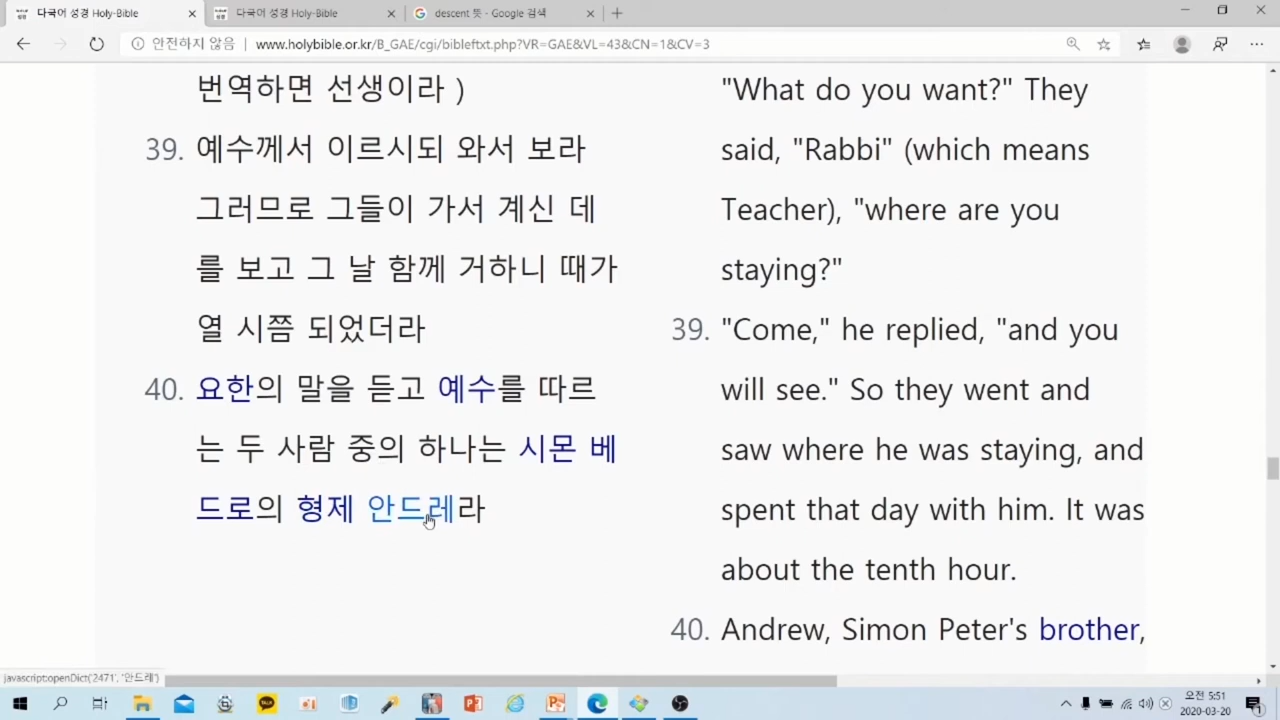 다국어 성경 Holy-Bible
다국어 성경 Holy-Bible
descent 뜻 - Google 검색
안전하지 않음
www.holybible.or.kr/B_GAE/cgi/bibleftxt.php?VR=GAE&VL=43&CN=1&CV=3
번역하면 선생이라 )
39. 예수께서 이르시되 와서 보라
그러므로 그들이 가서 계신 데
를 보고 그 날 함께 거하니 때가
열 시쯤 되었더라
40. 요한의 말을 듣고 예수를 따르
는 두 사람 중의 하나는 시몬 베
드로의 형제 안드레라
"What do you want?" They
said, "Rabbi" (which means
Teacher), "where are you
staying?"
39. "Come," he replied, "and you
will see." So they went and
saw where he was staying, and
spent that day with him. It was
about the tenth hour.
40. Andrew, Simon Peter's brother,
javascript:openDict('2471', '안드레')
오전 5:51
2020-03-20